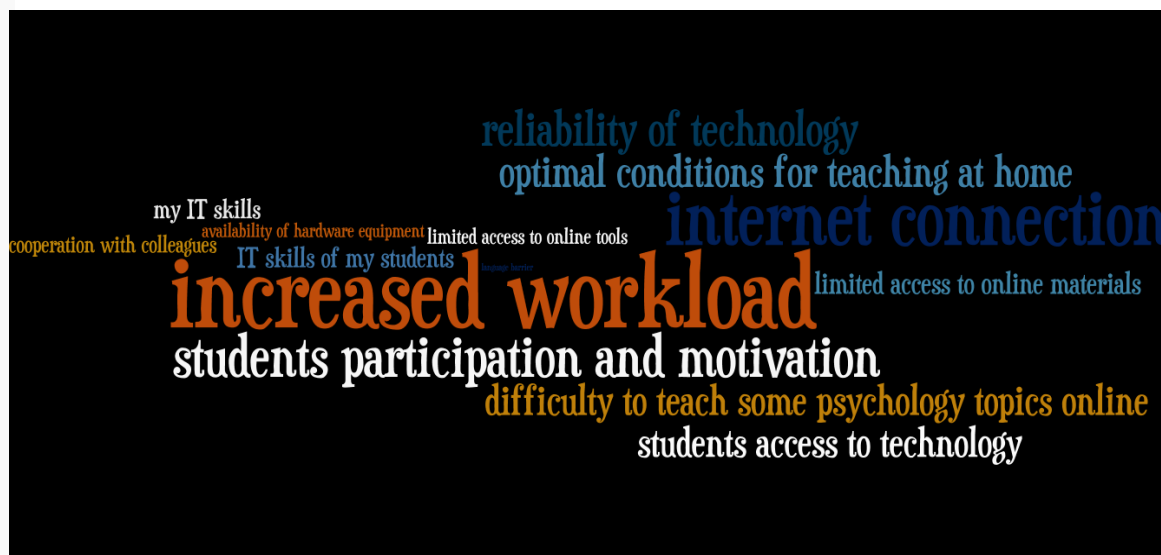 reliability of technology
optimal conditions for teaching at home
my IT skills
internet connection
availability of hardware equipment
limited access to online tools
cooperation with colleagues
IT skills of my students
language barrier
increased workload
limited access to online materials
students participation and motivation
difficulty to teach some psychology topics online
students access to technology